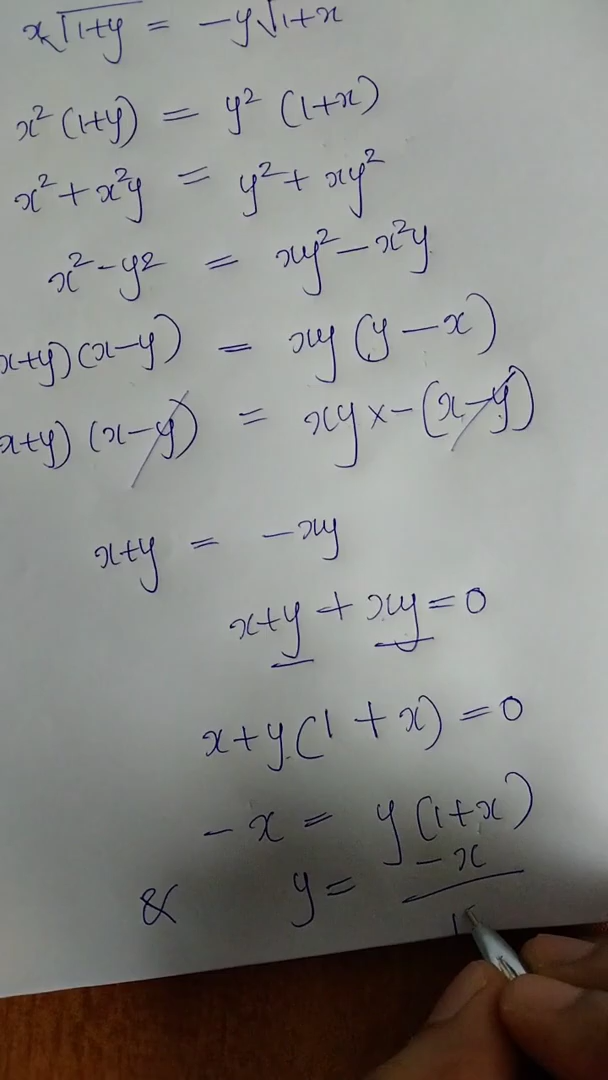 x√1+y = -y√1+x
x² (1+y) = y² (1+x)
x² + x²y = y² + xy²
x² - y² = xy² - x²y
x+y) (x-y) = xy (y - x)
x+y) (x-y) = xy x - (x-y)
x+y = -xy
x+y + xy = 0
x+y (1 + x) = 0
-x = y (1+x)
& y = -x